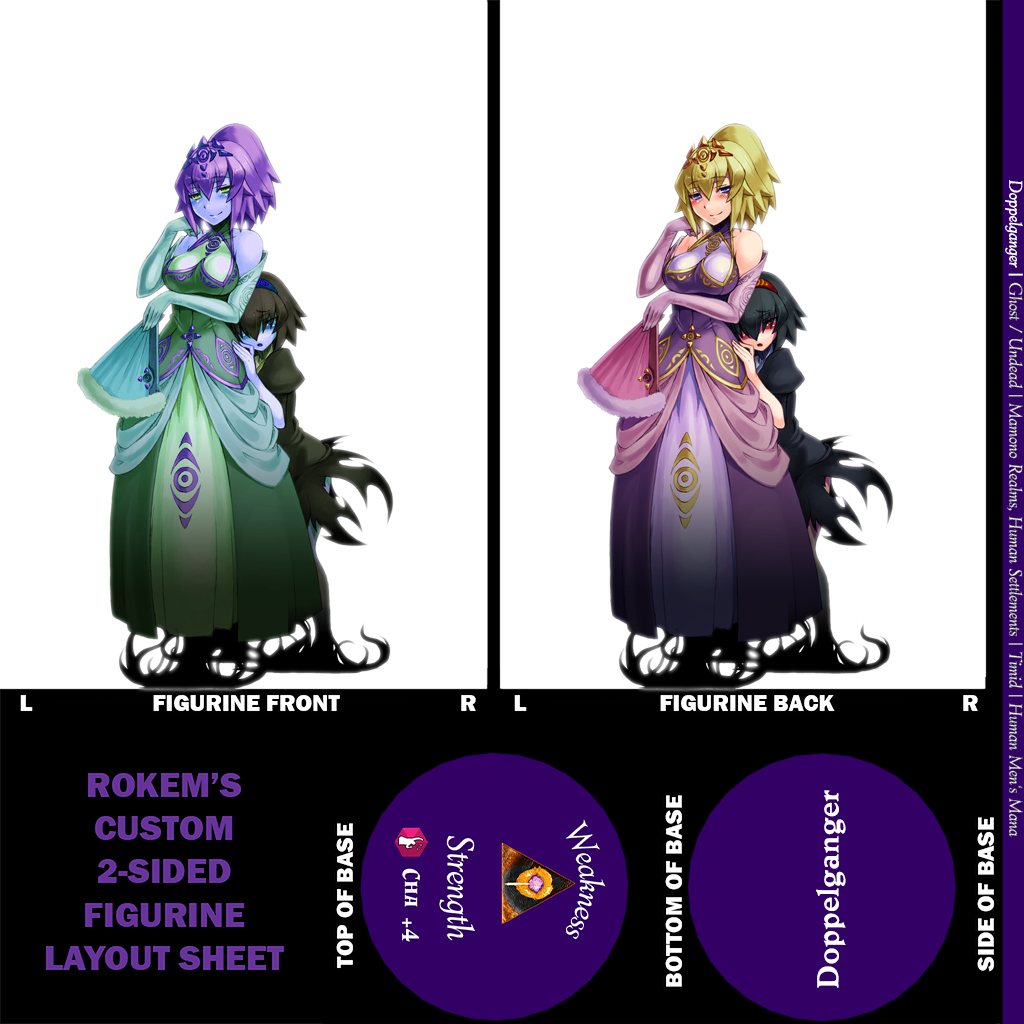 L
FIGURINE FRONT
R
L
FIGURINE BACK
R
Doppelganger | Ghost / Undead | Mamono Realms, Human Settlements | Timid | Human Men's Mana
ROKEM'S
CUSTOM
2-SIDED
FIGURINE
LAYOUT SHEET
TOP OF BASE
Weakness
Strength
CHA +4
BOTTOM OF BASE
Doppelganger
SIDE OF BASE